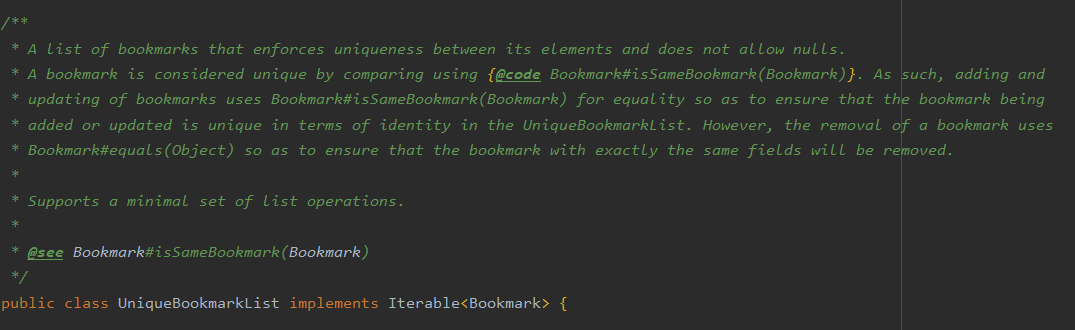 /**
* A list of bookmarks that enforces uniqueness between its elements and does not allow nulls.
* A bookmark is considered unique by comparing using {@code Bookmark#isSameBookmark(Bookmark)}. As such, adding and
* updating of bookmarks uses Bookmark#isSameBookmark(Bookmark) for equality so as to ensure that the bookmark being
* added or updated is unique in terms of identity in the UniqueBookmarkList. However, the removal of a bookmark uses
* Bookmark#equals(Object) so as to ensure that the bookmark with exactly the same fields will be removed.
*
* Supports a minimal set of list operations.
*
* @see Bookmark#isSameBookmark(Bookmark)
*/
public class UniqueBookmarkList implements Iterable<Bookmark> {